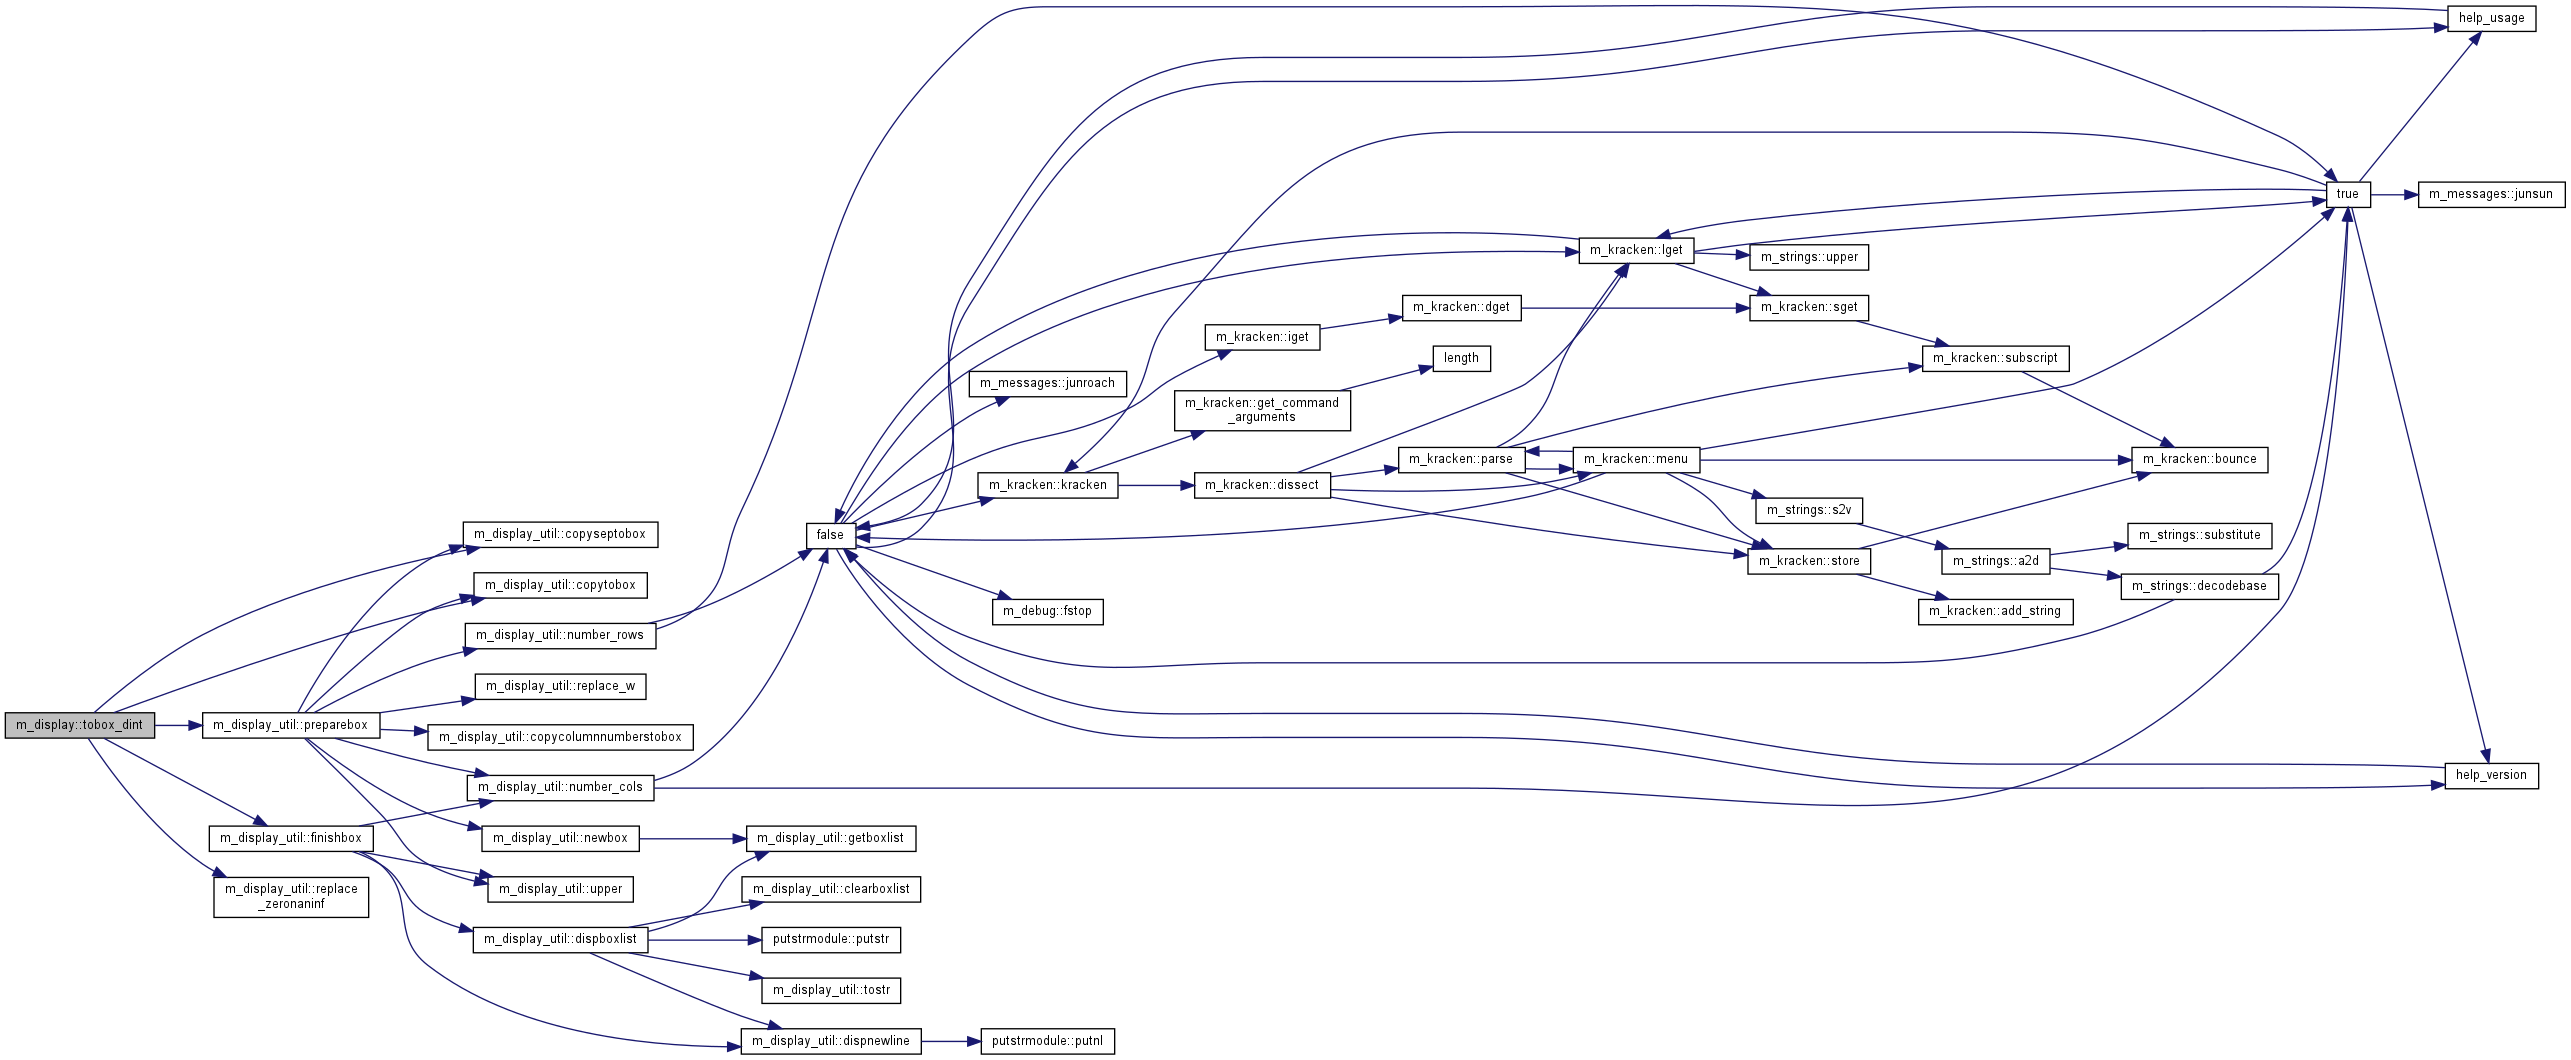 help_usage
true
m_messages::junsun
m_kracken::lget
m_strings::upper
m_kracken::dget
m_kracken::sget
m_kracken::iget
length
m_kracken::subscript
m_messages::junroach
m_kracken::get_command
_arguments
m_kracken::parse
m_kracken::menu
m_kracken::bounce
m_kracken::kracken
m_kracken::dissect
m_strings::s2v
m_display_util::copyseptobox
false
m_strings::substitute
m_kracken::store
m_strings::a2d
m_display_util::copytobox
m_strings::decodebase
m_debug::fstop
m_kracken::add_string
m_display_util::number_rows
m_display_util::replace_w
m_display::tobox_dint
m_display_util::preparebox
m_display_util::copycolumnnumberstobox
help_version
m_display_util::number_cols
m_display_util::finishbox
m_display_util::newbox
m_display_util::getboxlist
m_display_util::replace
_zeronaninf
m_display_util::upper
m_display_util::clearboxlist
m_display_util::dispboxlist
putstrmodule::putstr
m_display_util::tostr
m_display_util::dispnewline
putstrmodule::putnl